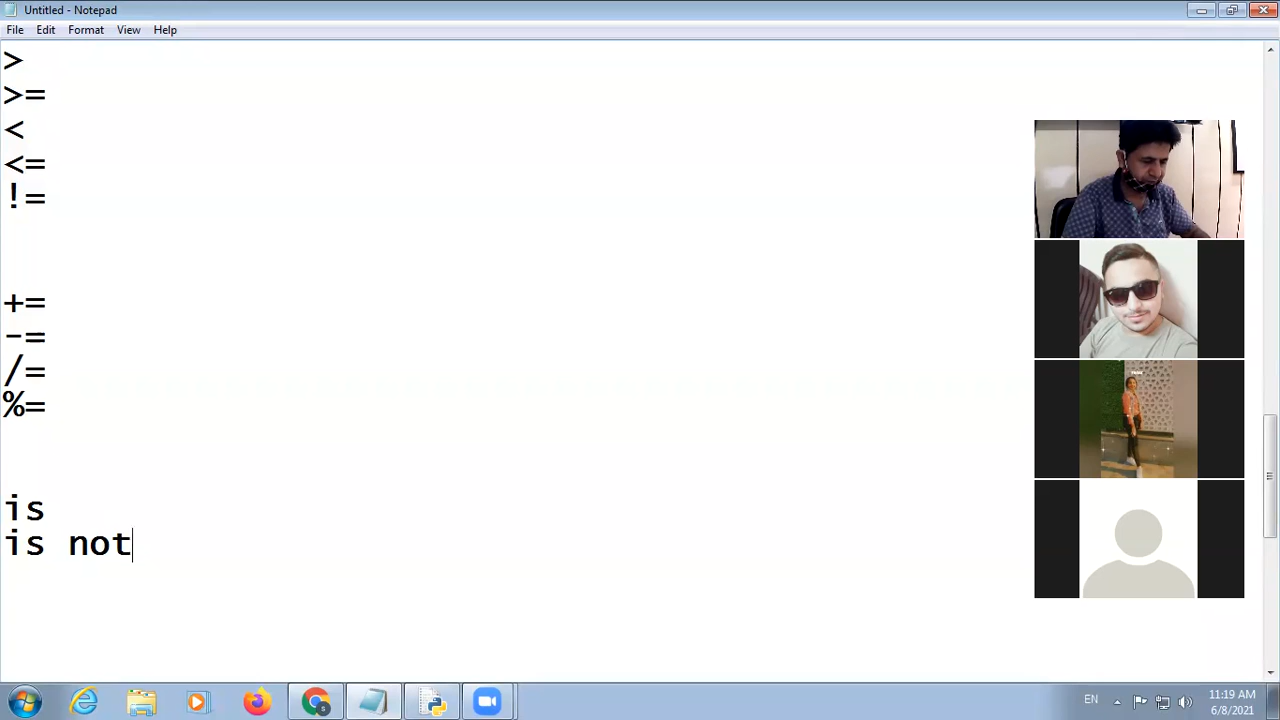 Untitled - Notepad
File Edit Format View Help
>
>=
<
<=
!=
+=
-=
/=
%=
is
is not
EN
11:19 AM
6/8/2021